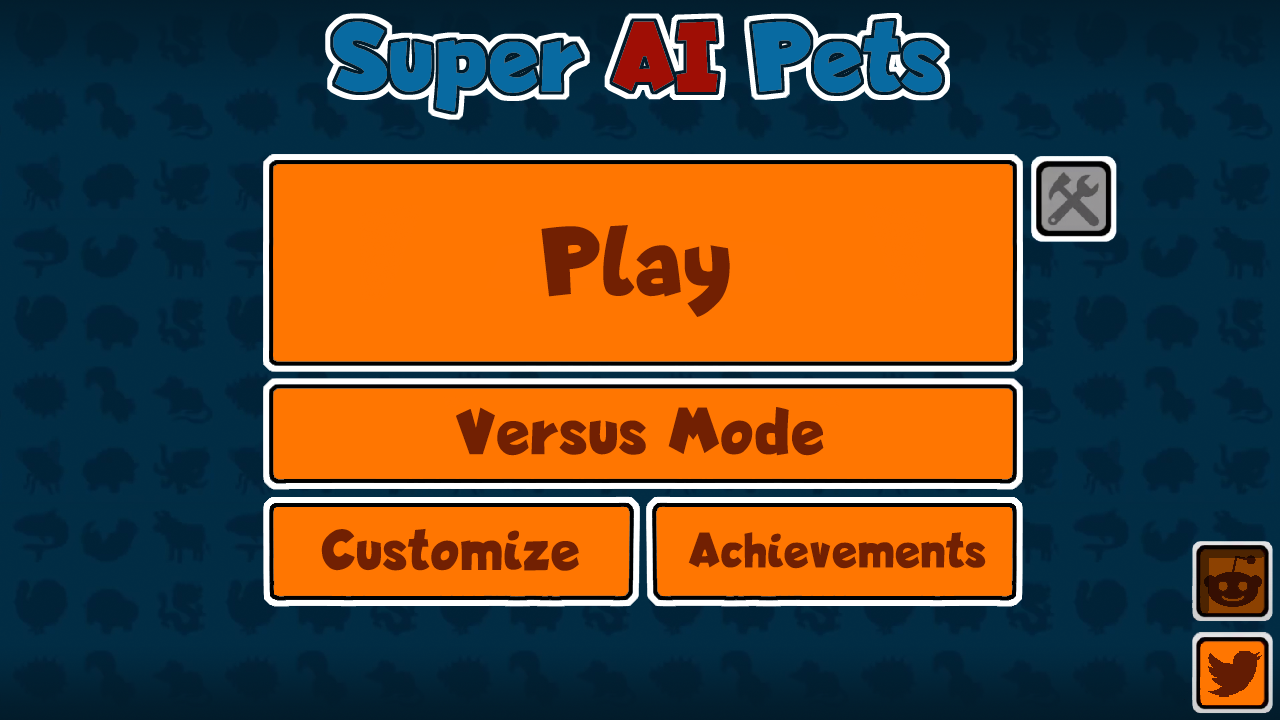 Super AI Pets
Play
Versus Mode
Customize
Achievements